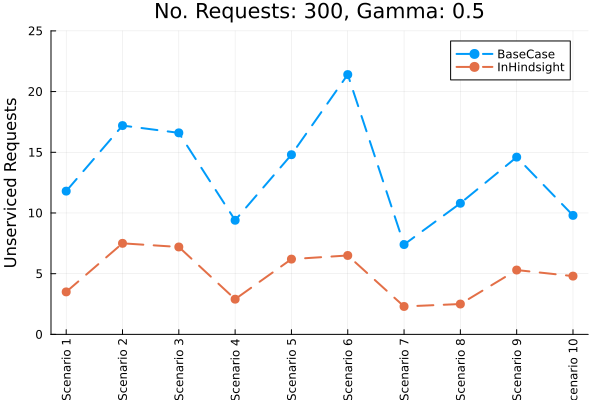 No. Requests: 300, Gamma: 0.5
BaseCase
InHindsight
Unserviced Requests
25
20
15
10
5
0
Scenario 1
Scenario 2
Scenario 3
Scenario 4
Scenario 5
Scenario 6
Scenario 7
Scenario 8
Scenario 9
cenario 10